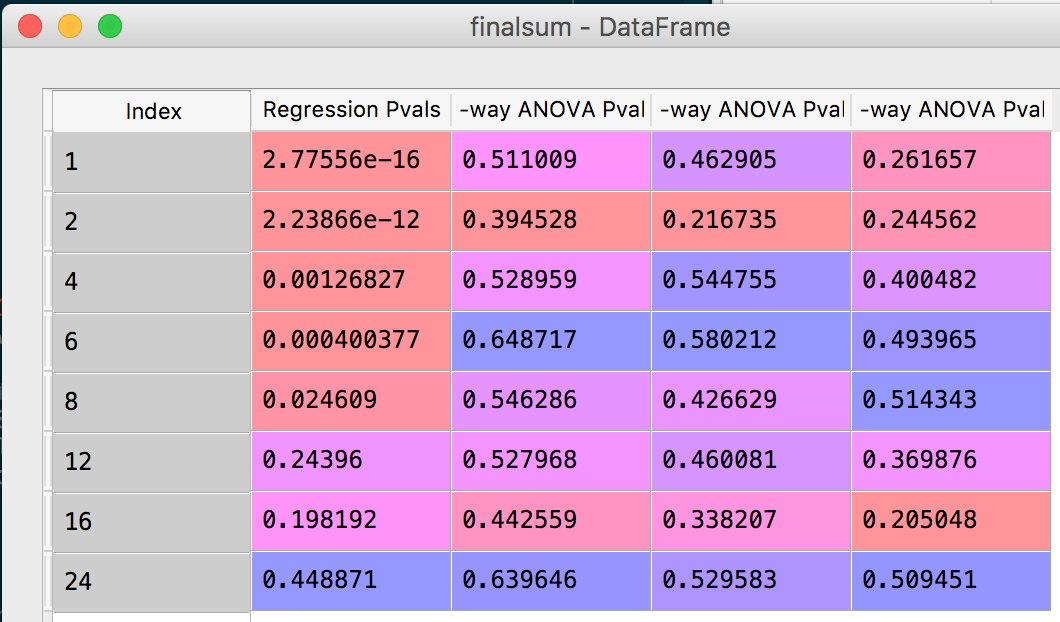 finalsum - DataFrame
Index Regression Pvals -way ANOVA Pval -way ANOVA Pval -way ANOVA Pval
1 2.77556e-16 0.511009 0.462905 0.261657
2 2.23866e-12 0.394528 0.216735 0.244562
4 0.00126827 0.528959 0.544755 0.400482
6 0.000400377 0.648717 0.580212 0.493965
8 0.024609 0.546286 0.426629 0.514343
12 0.24396 0.527968 0.460081 0.369876
16 0.198192 0.442559 0.338207 0.205048
24 0.448871 0.639646 0.529583 0.509451